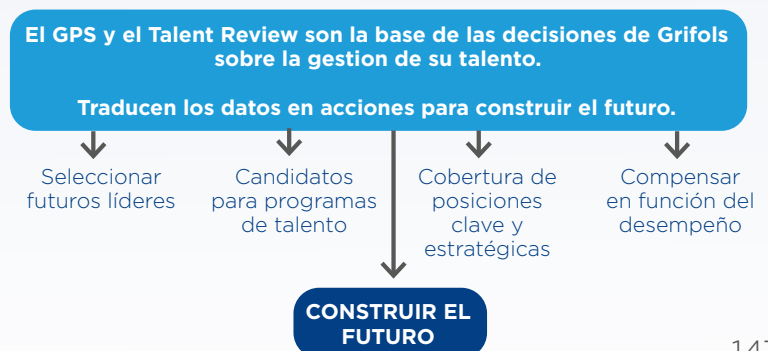 El GPS y el Talent Review son la base de las decisiones de Grifols
sobre la gestion de su talento.
Traducen los datos en acciones para construir el futuro.
Seleccionar
futuros líderes
Candidatos
para programas
de talento
Cobertura de
posiciones
clave y
estratégicas
Compensar
en función del
desempeño
CONSTRUIR EL
FUTURO